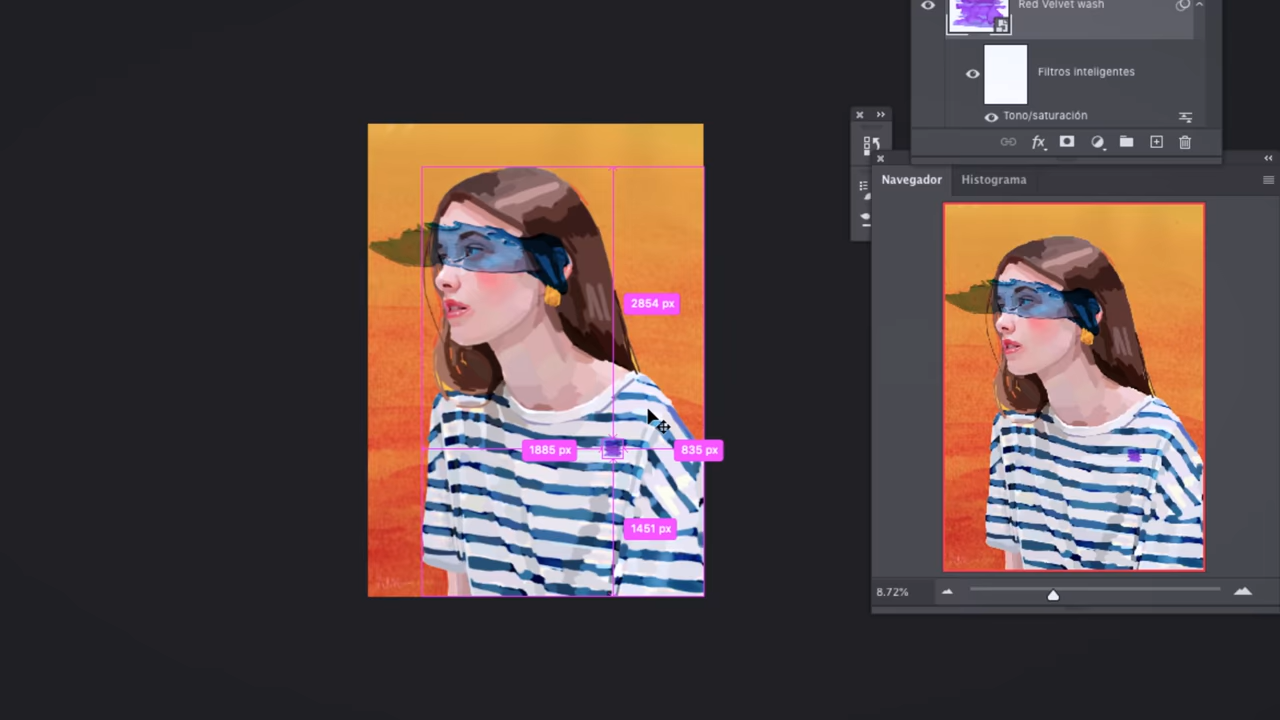 Red Velvet wash
Filtros inteligentes
Tono/saturación
fx
Navegador Histograma
2854 px
1885 px
835 px
1451 px
8.72%